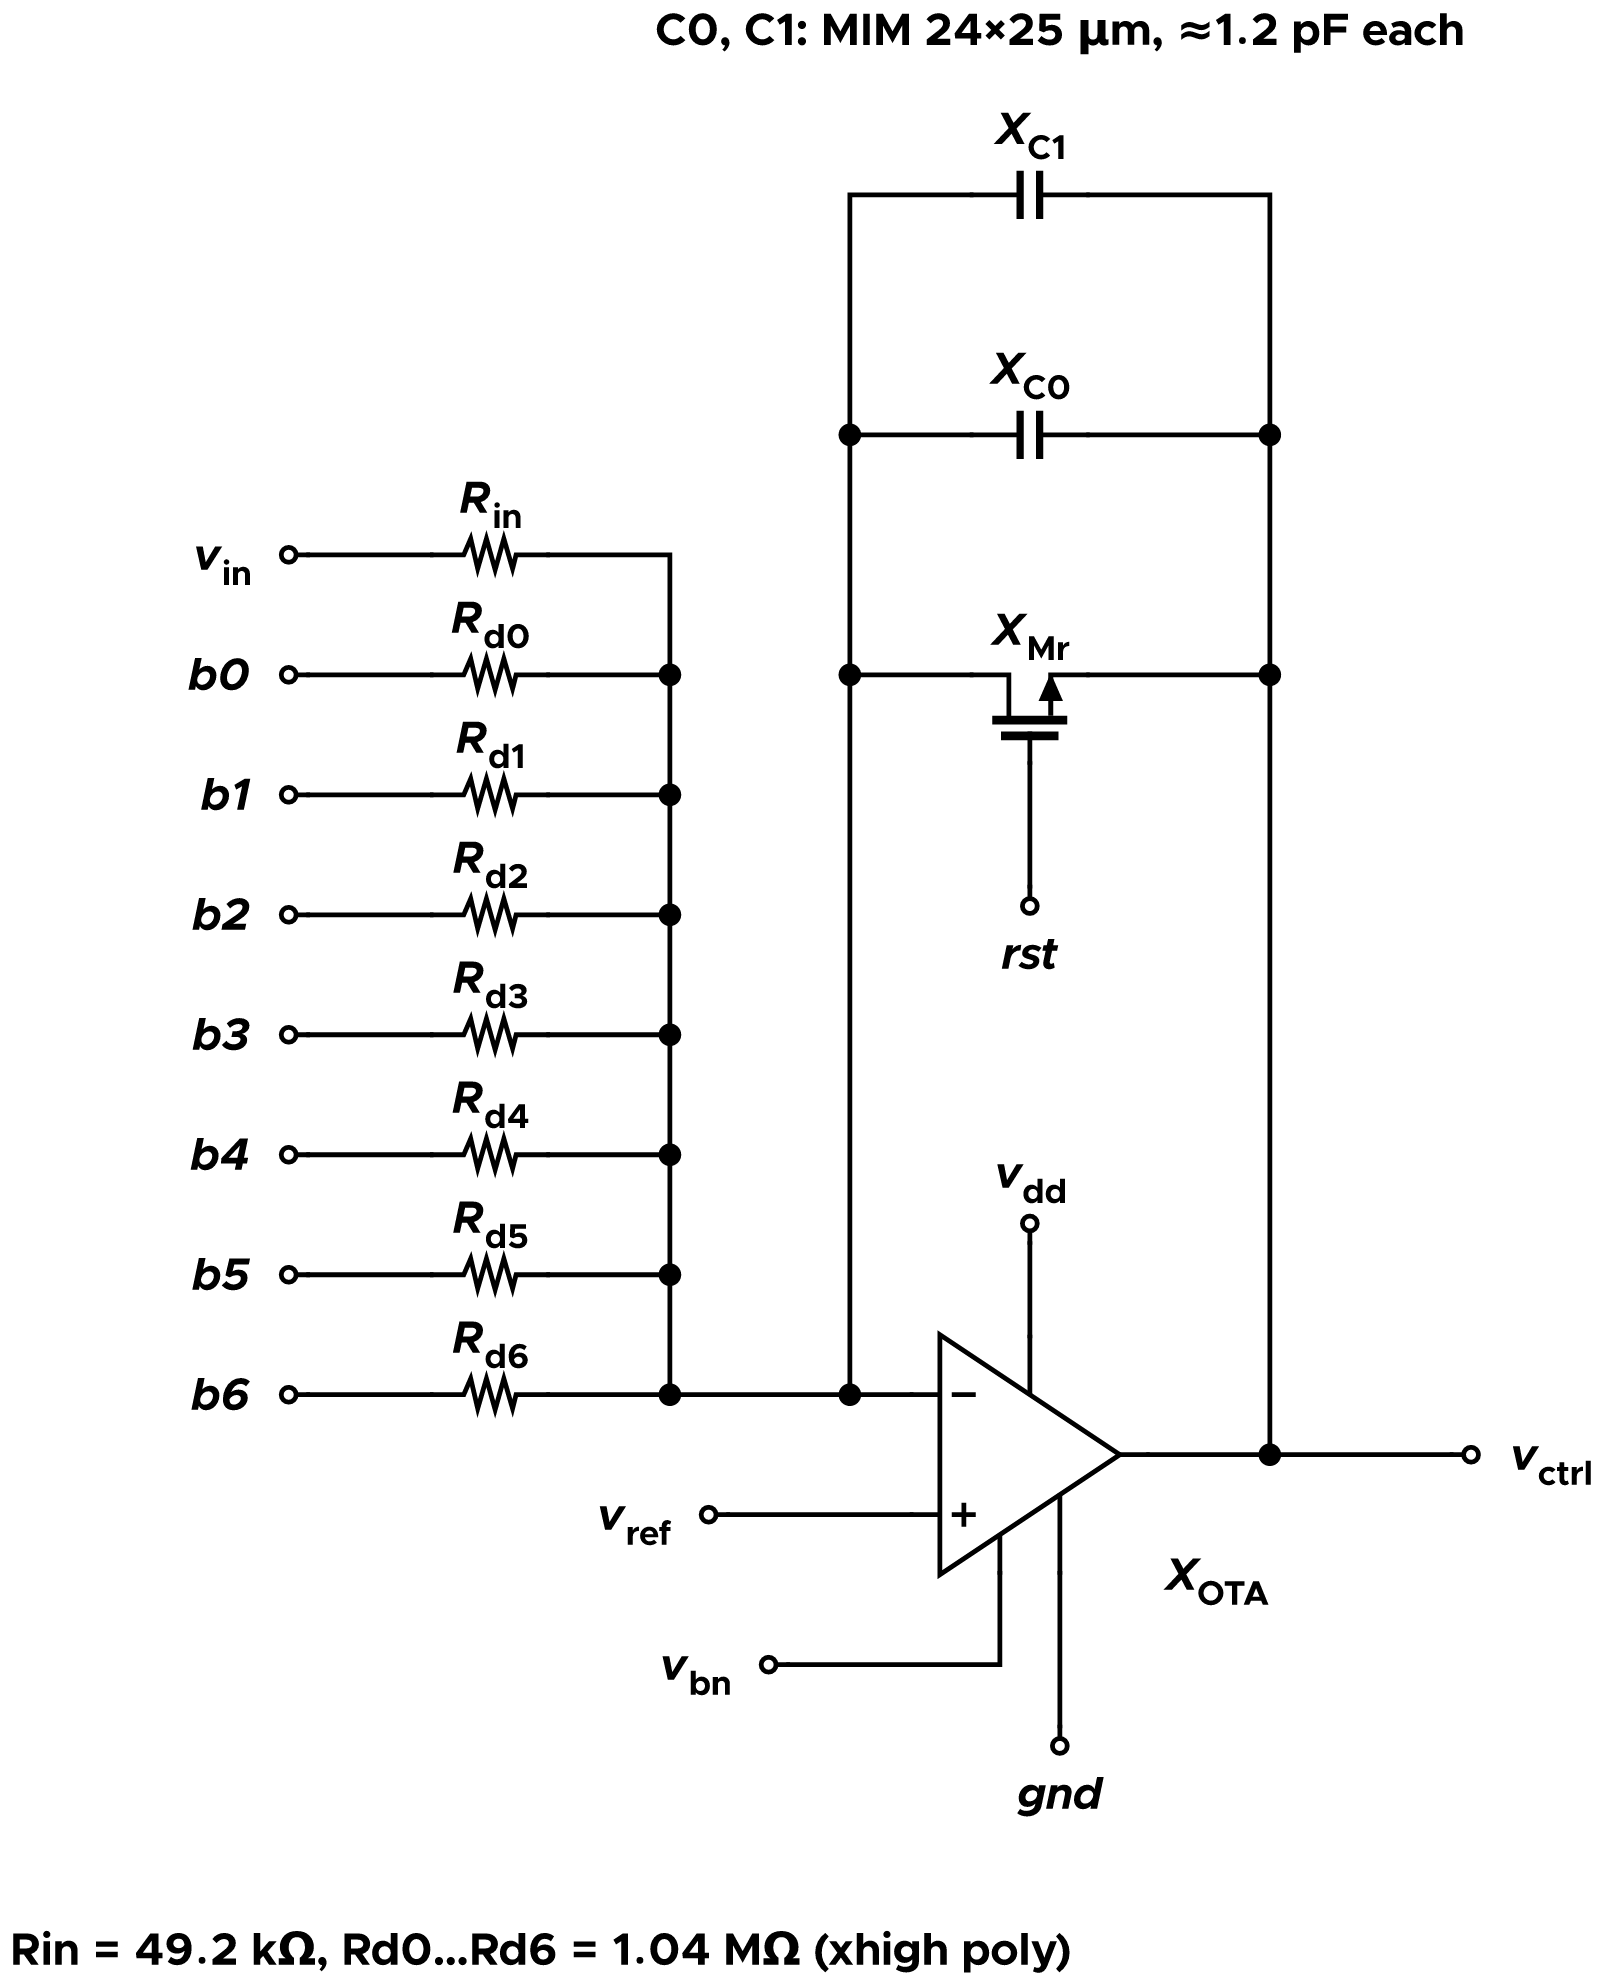 C0, C1: MIM 24×25 µm, ≈1.2 pF each
XC1
XC0
Rin
vin
Rd0
b0
XMr
Rd1
b1
Rd2
b2
rst
Rd3
b3
Rd4
b4
vdd
Rd5
b5
Rd6
b6
−
vctrl
+
vref
XOTA
vbn
gnd
Rin = 49.2 kΩ, Rd0...Rd6 = 1.04 MΩ (xhigh poly)